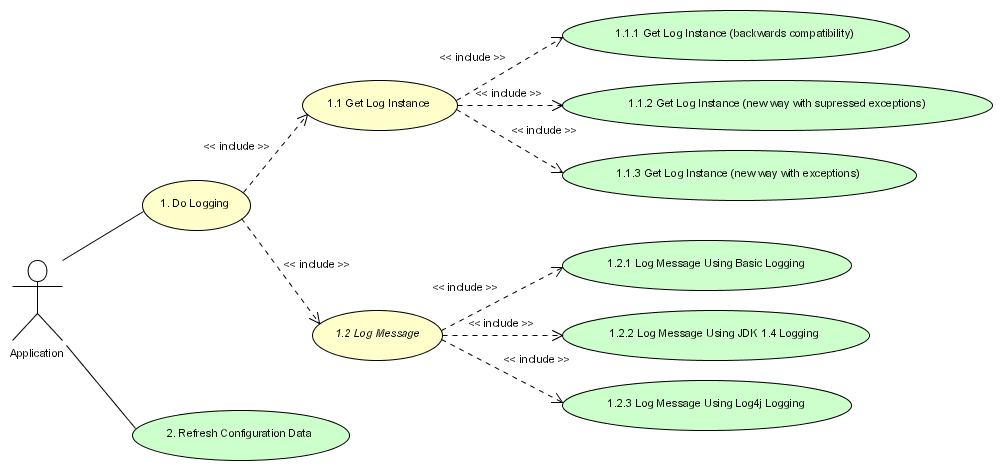 1.1.1 Get Log Instance (backwards compatibility)
<< include >>
1.1 Get Log Instance
<< include >>
1.1.2 Get Log Instance (new way with supressed exceptions)
<< include >>
1.1.3 Get Log Instance (new way with exceptions)
<< include >>
1. Do Logging
<< include >>
1.2.1 Log Message Using Basic Logging
<< include >>
1.2 Log Message
<< include >>
1.2.2 Log Message Using JDK 1.4 Logging
<< include >>
1.2.3 Log Message Using Log4j Logging
Application
2. Refresh Configuration Data